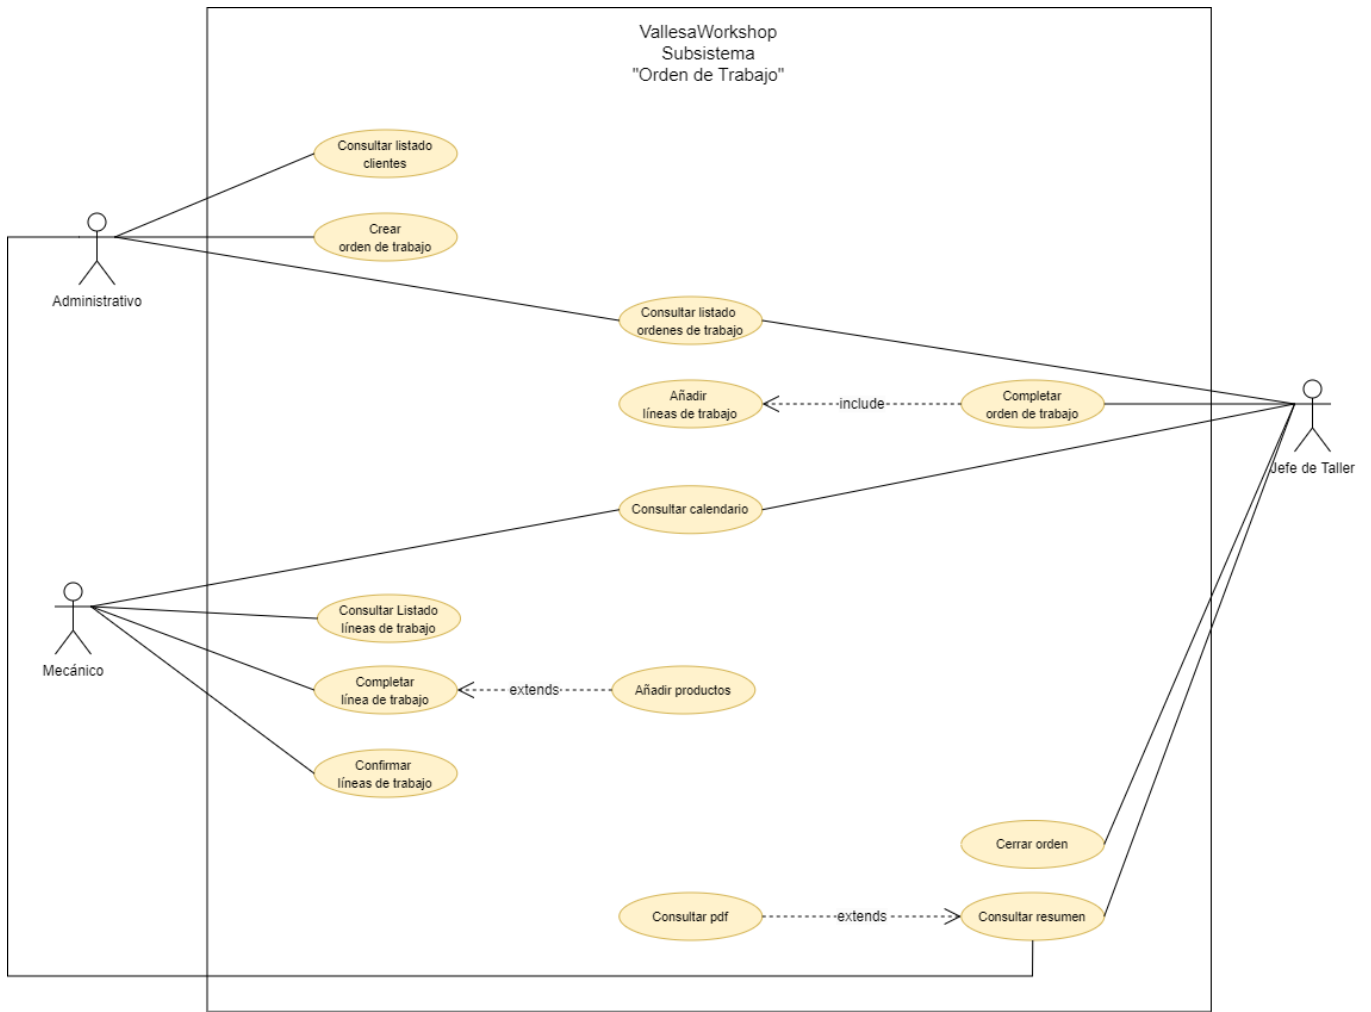 VallesaWorkshop
Subsistema
"Orden de Trabajo"
Consultar listado
clientes
Crear
orden de trabajo
Administrativo
Consultar listado
ordenes de trabajo
Añadir
líneas de trabajo
include
Completar
orden de trabajo
Jefe de Taller
Consultar calendario
Consultar Listado
líneas de trabajo
Mecánico
Completar
línea de trabajo
extends
Añadir productos
Confirmar
líneas de trabajo
Cerrar orden
Consultar pdf
extends
Consultar resumen